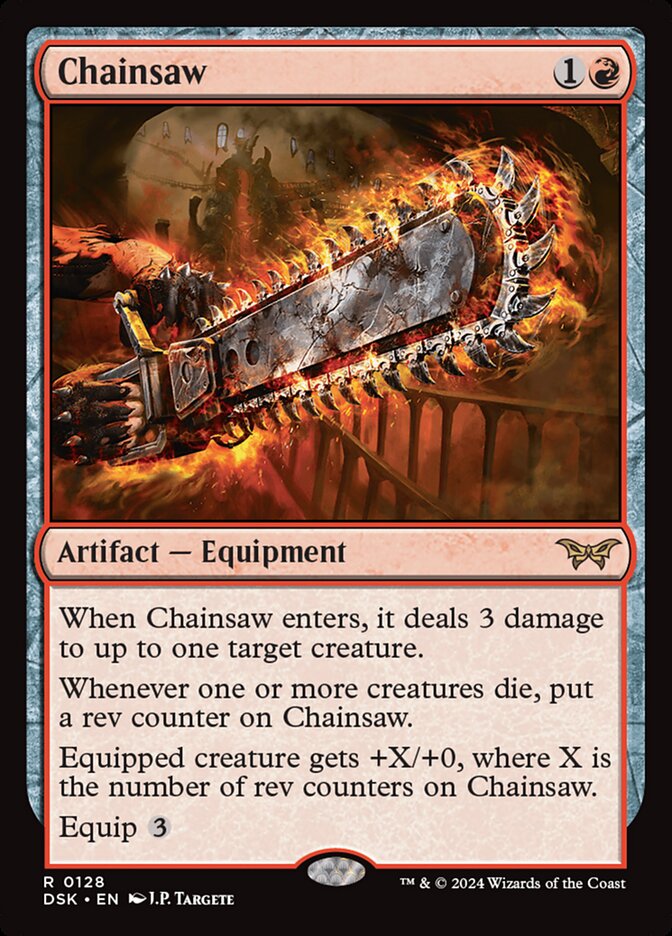 Chainsaw 1
Artifact — Equipment
When Chainsaw enters, it deals 3 damage
to up to one target creature.
Whenever one or more creatures die, put
a rev counter on Chainsaw.
Equipped creature gets +X/+0, where X is
the number of rev counters on Chainsaw.
Equip 3
R 0128
DSK • EN J.P. Targete
™ & © 2024 Wizards of the Coast